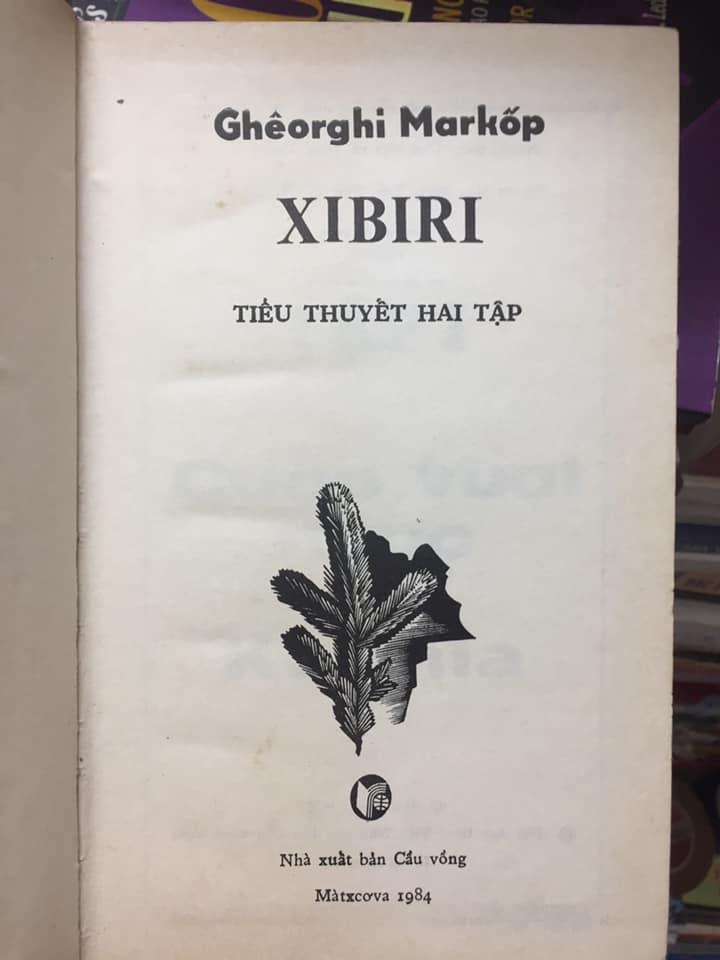 Ghêorghi Markốp
XIBIRI
TIỂU THUYẾT HAI TẬP
Nhà xuất bản Cầu vồng
Màtxcơva 1984